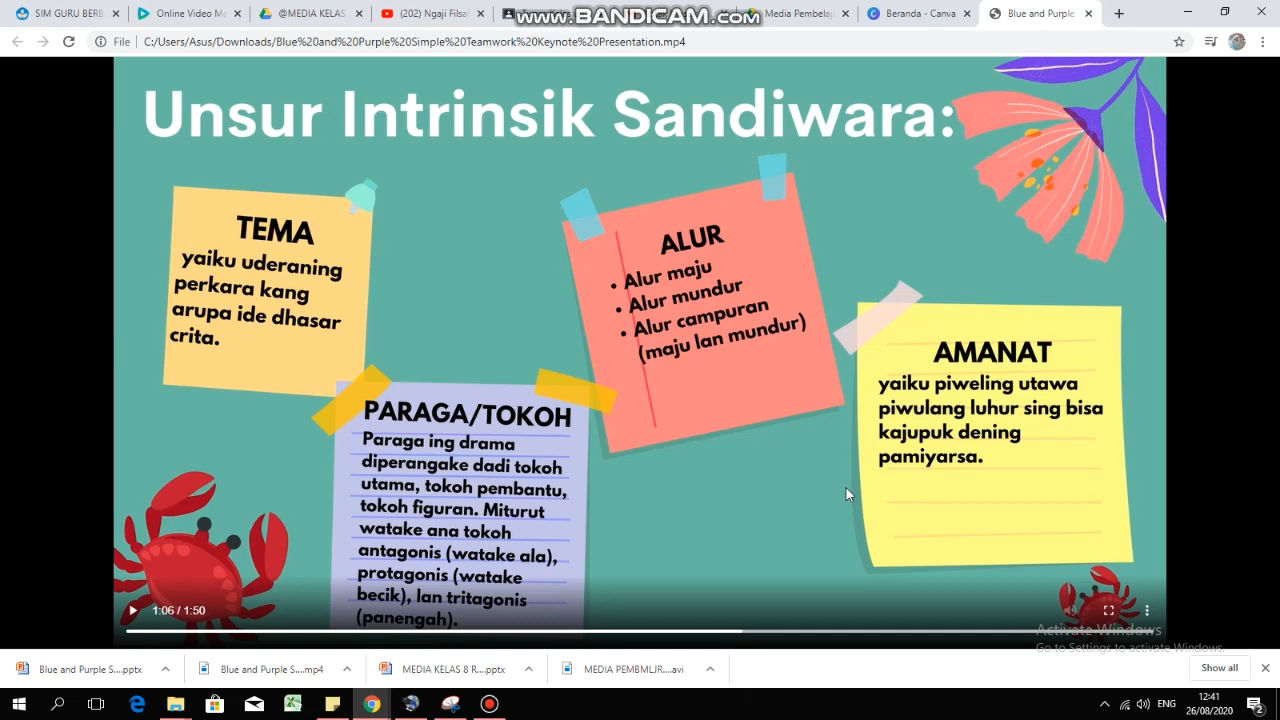 SIM GURU BERB
Online Video Ma
@MEDIA KELAS
(202) Ngaji Filsaf
www.BANDICAM.com
Media Pembelaj
Beranda - Canva
Blue and Purple
File
C:/Users/Asus/Downloads/Blue%20and%20Purple%20Simple%20Teamwork%20Keynote%20Presentation.mp4
Unsur Intrinsik Sandiwara:
TEMA
yaiku uderaning
perkara kang
arupa ide dhasar
crita.
PARAGA/TOKOH
Paraga ing drama
diperangake dadi tokoh
utama, tokoh pembantu,
tokoh figuran. Miturut
watake ana tokoh
antagonis (watake ala),
protagonis (watake
becik), lan tritagonis
(panengah).
ALUR
• Alur maju
• Alur mundur
• Alur campuran
(maju lan mundur)
AMANAT
yaiku piweling utawa
piwulang luhur sing bisa
kajupuk dening
pamiyarsa.
1:06 / 1:50
Activate Windows
Go to Settings to activate Windows.
Blue and Purple S....pptx
Blue and Purple S....mp4
MEDIA KELAS 8 R....pptx
MEDIA PEMBMLJR....avi
Show all
ENG
12:41
26/08/2020
2